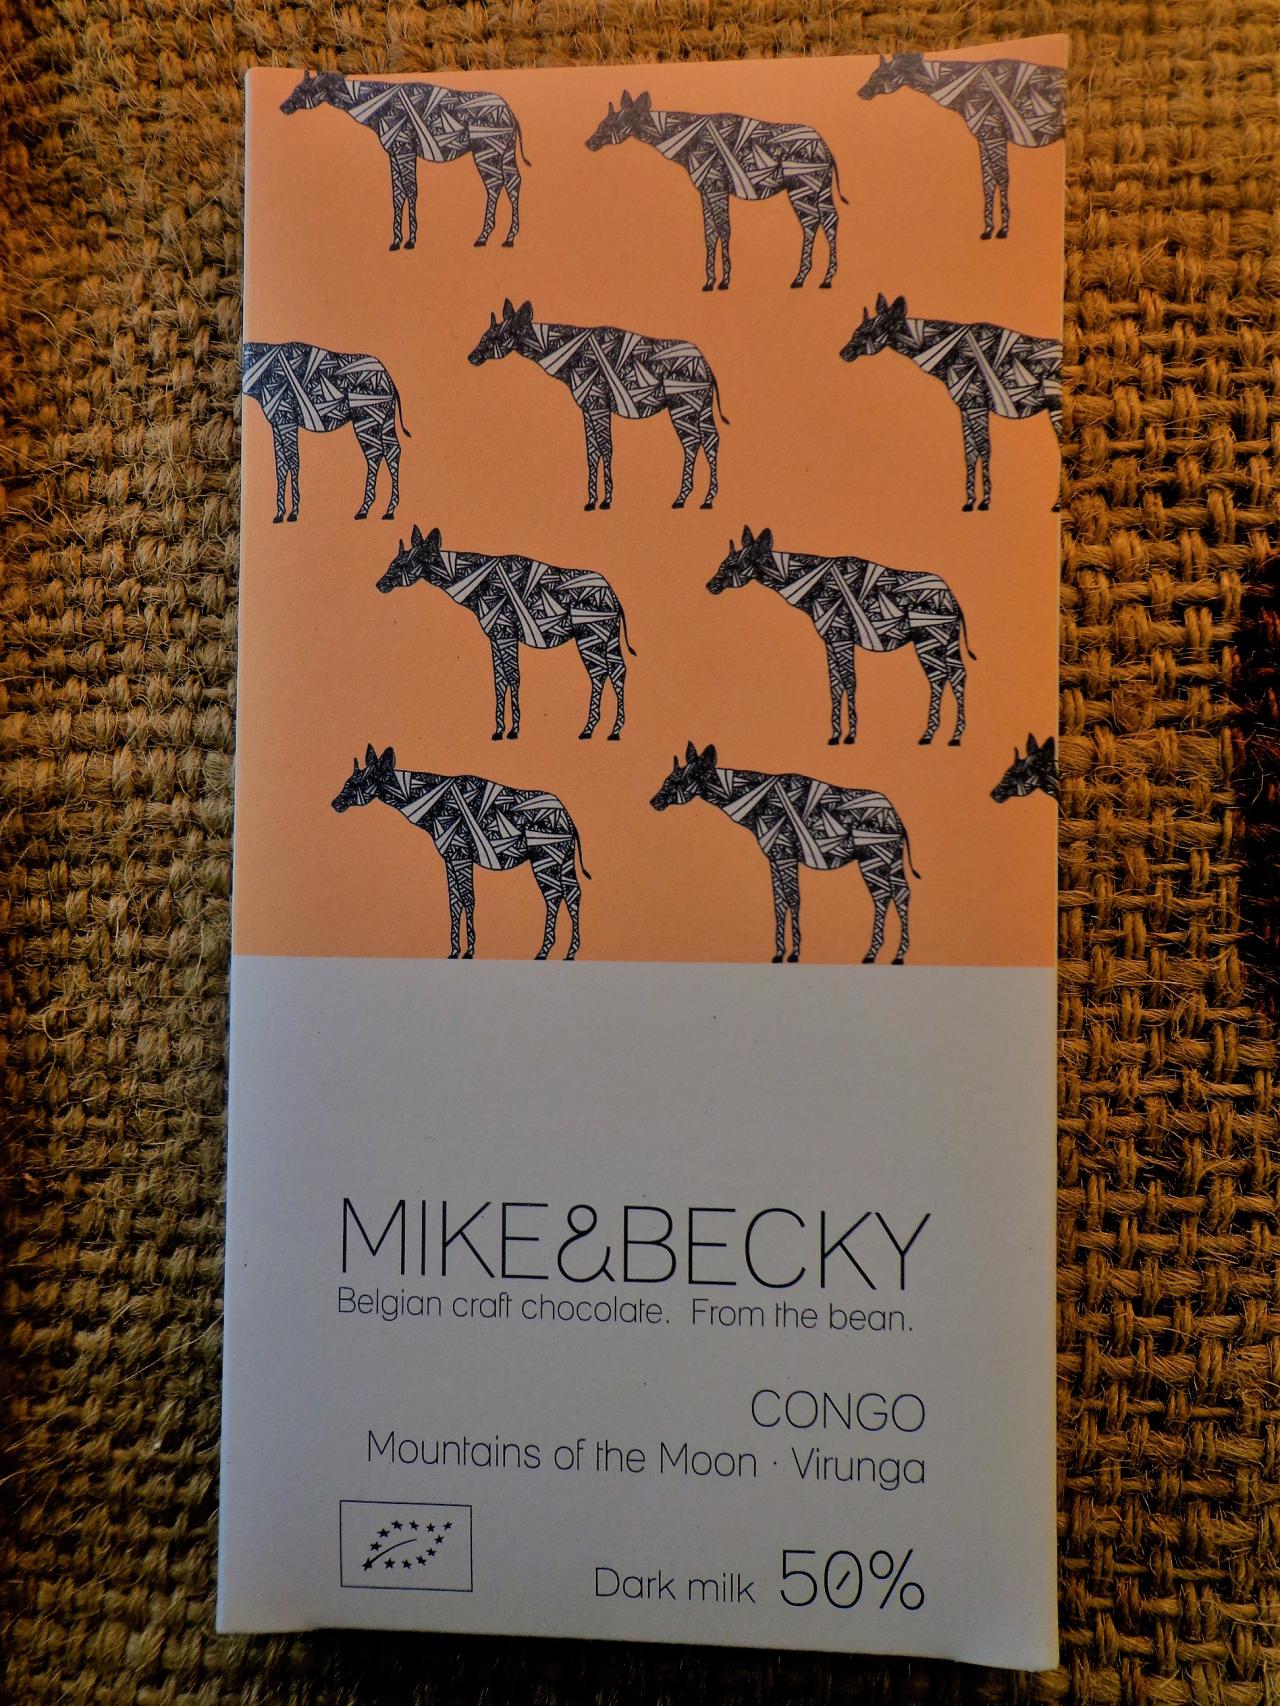 MIKE&BECKY
Belgian craft chocolate. From the bean.
CONGO
Mountains of the Moon · Virunga
Dark milk 50%